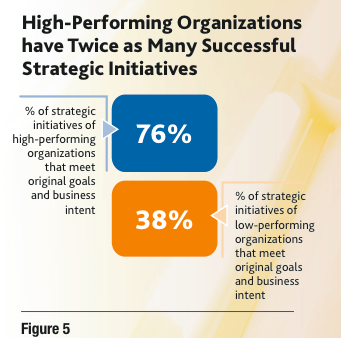 High-Performing Organizations
have Twice as Many Successful
Strategic Initiatives
% of strategic
initiatives of
high-performing
organizations
that meet
original goals
and business
intent
76%
38%
% of strategic
initiatives of
low-performing
organizations
that meet
original goals
and business
intent
Figure 5